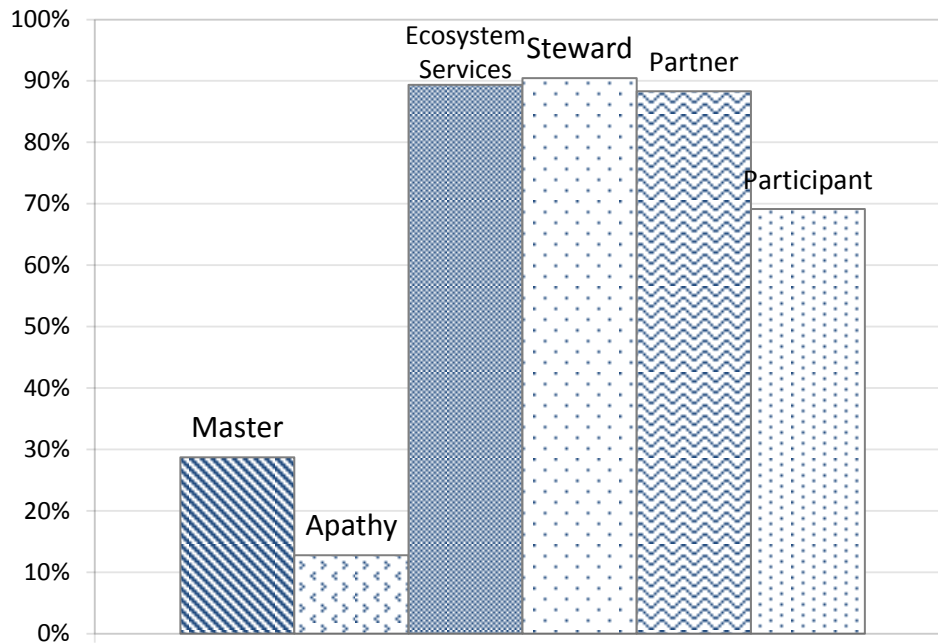 100%
90%
80%
70%
60%
50%
40%
30%
20%
10%
0%
Master
Apathy
Ecosystem
Services
Steward
Partner
Participant